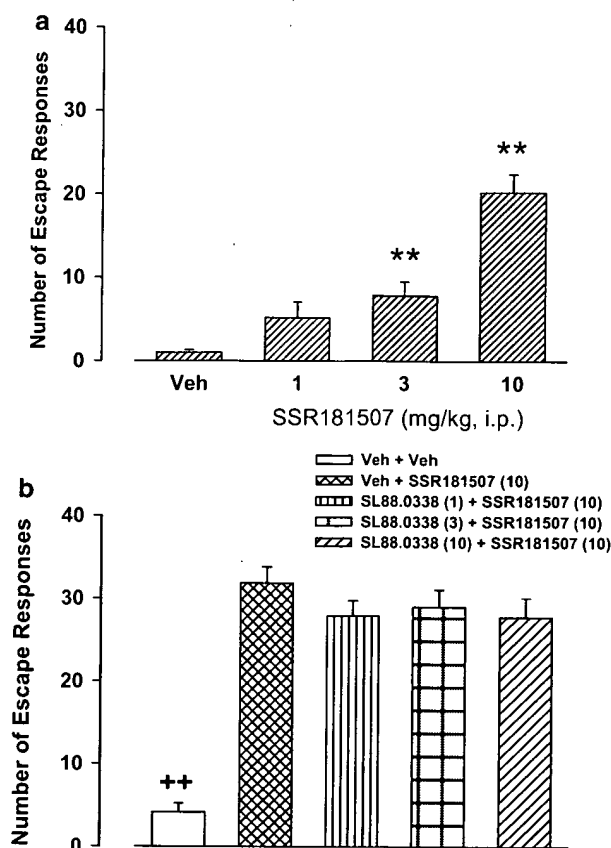 a
40
30
20
10
0
Number of Escape Responses
**
**
Veh 1 3 10
SSR181507 (mg/kg, i.p.)
b
Veh + Veh
Veh + SSR181507 (10)
SL88.0338 (1) + SSR181507 (10)
SL88.0338 (3) + SSR181507 (10)
SL88.0338 (10) + SSR181507 (10)
40
30
20
10
0
Number of Escape Responses
++